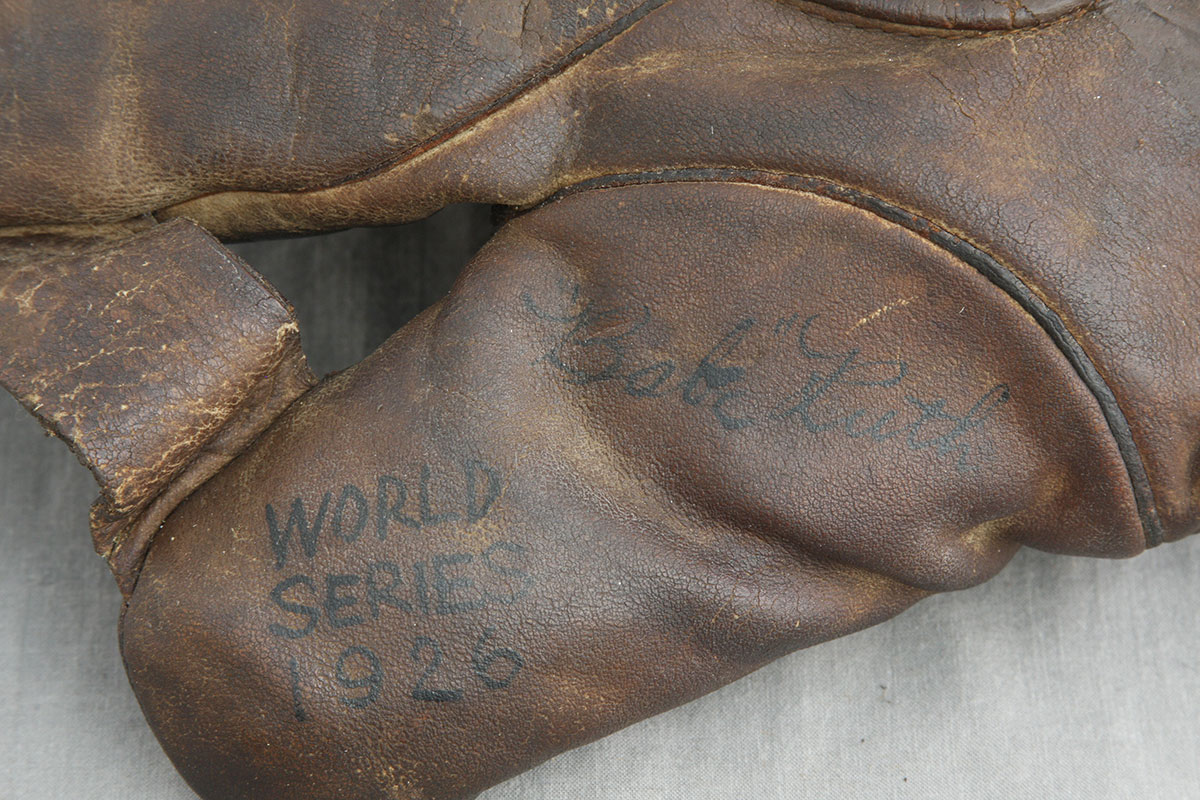 "Babe" Ruth
WORLD
SERIES
1926